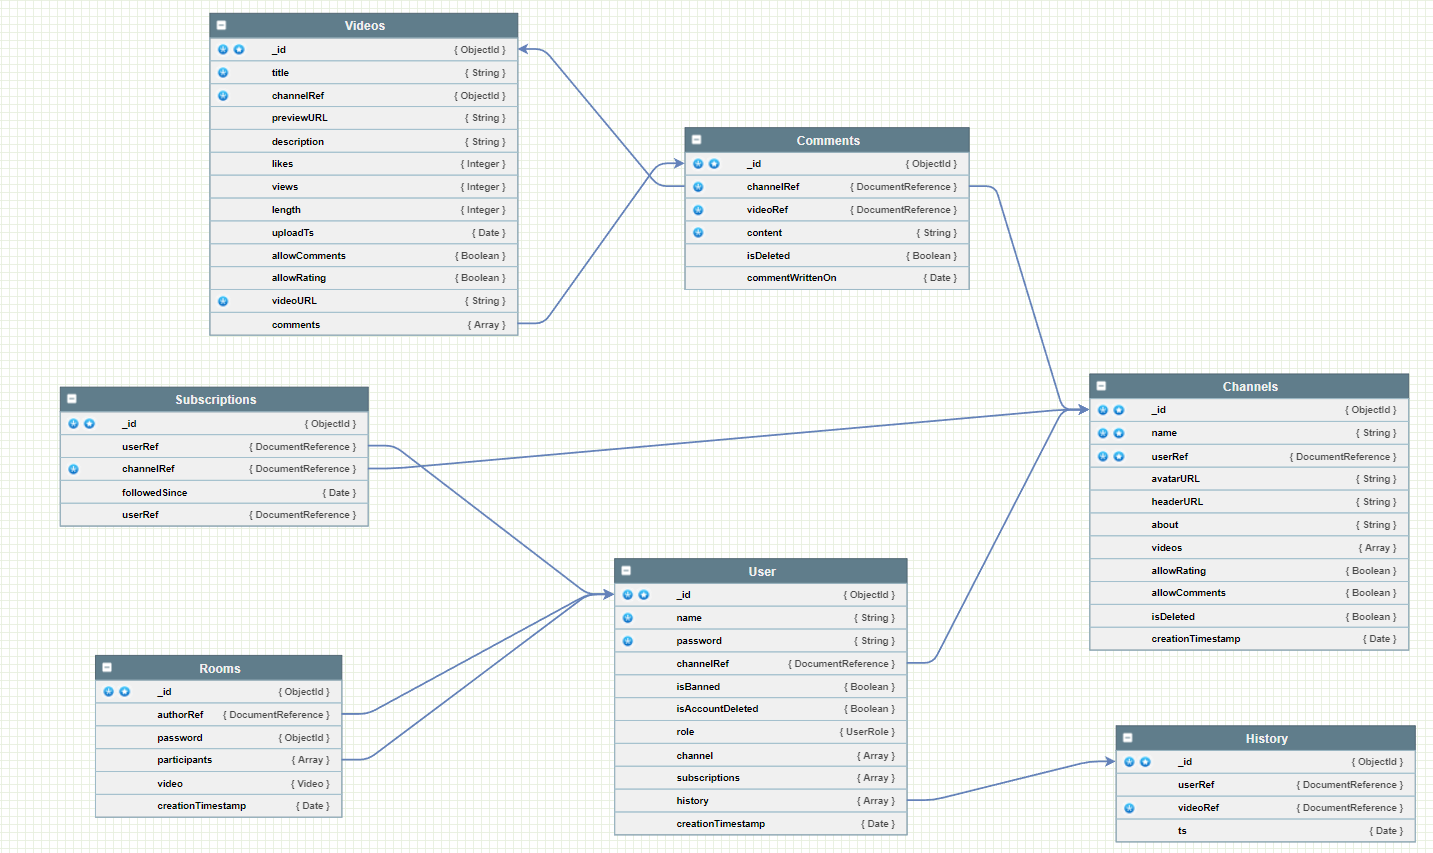 Videos
_id { ObjectId }
title { String }
channelRef { ObjectId }
previewURL { String }
description { String }
likes { Integer }
views { Integer }
length { Integer }
uploadTs { Date }
allowComments { Boolean }
allowRating { Boolean }
videoURL { String }
comments { Array }
Comments
_id { ObjectId }
channelRef { DocumentReference }
videoRef { DocumentReference }
content { String }
isDeleted { Boolean }
commentWrittenOn { Date }
Subscriptions
_id { ObjectId }
userRef { DocumentReference }
channelRef { DocumentReference }
followedSince { Date }
userRef { DocumentReference }
Channels
_id { ObjectId }
name { String }
userRef { DocumentReference }
avatarURL { String }
headerURL { String }
about { String }
videos { Array }
allowRating { Boolean }
allowComments { Boolean }
isDeleted { Boolean }
creationTimestamp { Date }
User
_id { ObjectId }
name { String }
password { String }
channelRef { DocumentReference }
isBanned { Boolean }
isAccountDeleted { Boolean }
role { UserRole }
channel { Array }
subscriptions { Array }
history { Array }
creationTimestamp { Date }
Rooms
_id { ObjectId }
authorRef { DocumentReference }
password { ObjectId }
participants { Array }
video { Video }
creationTimestamp { Date }
History
_id { ObjectId }
userRef { DocumentReference }
videoRef { DocumentReference }
ts { Date }